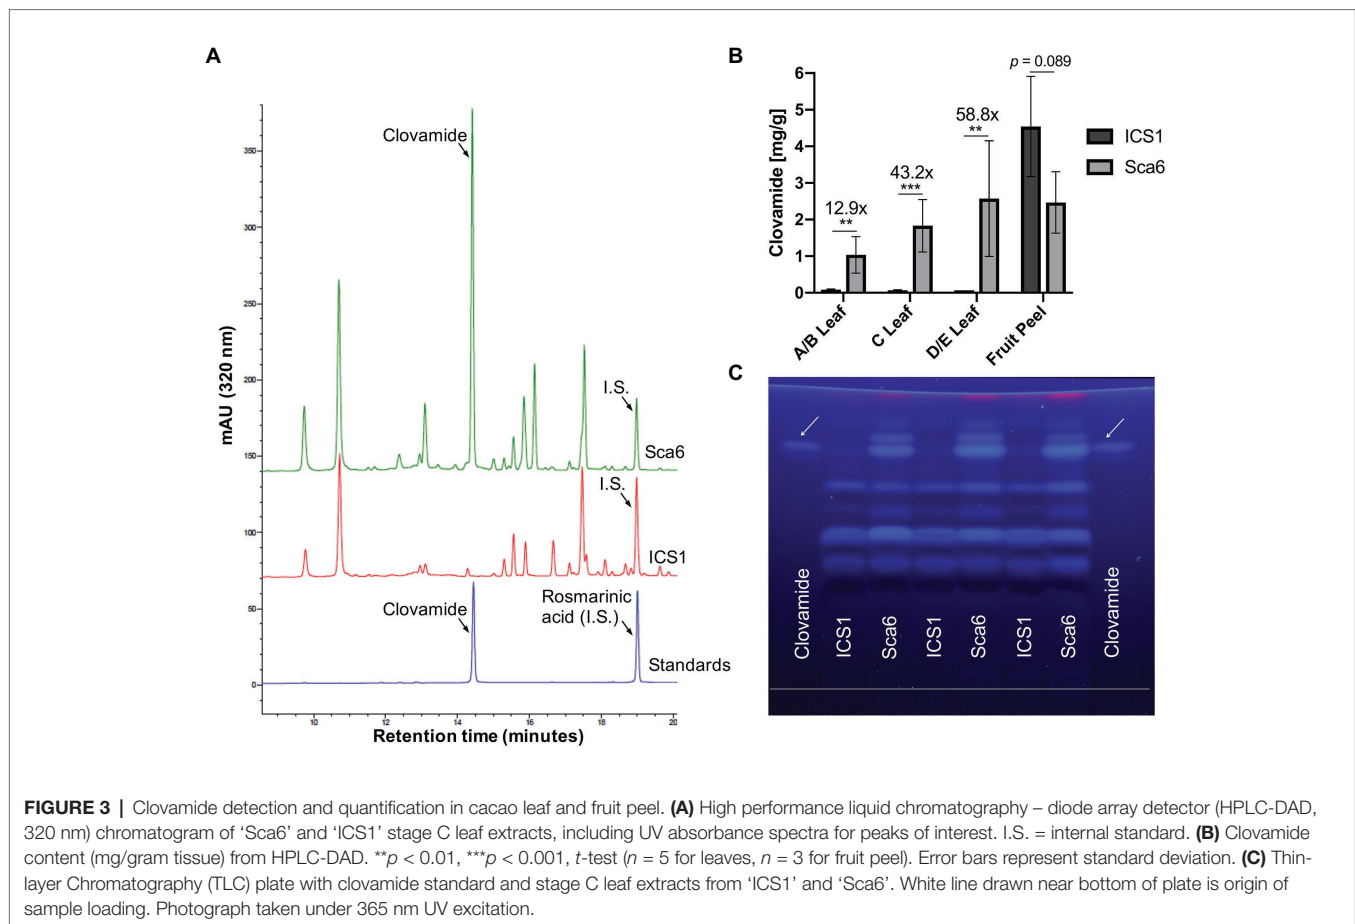 A
350
300
250
200
150
100
50
0
mAU (320 nm)
Clovamide
I.S.
Sca6
I.S.
ICS1
Clovamide
Rosmarinic
acid (I.S.)
Standards
10 12 14 16 18 20
Retention time (minutes)
B
6
5
4
3
2
1
0
Clovamide [mg/g]
12.9x
**
43.2x
***
58.8x
**
p = 0.089
ICS1
Sca6
A/B Leaf
C Leaf
D/E Leaf
Fruit Peel
C
Clovamide
ICS1
Sca6
ICS1
Sca6
ICS1
Sca6
Clovamide
FIGURE 3 | Clovamide detection and quantification in cacao leaf and fruit peel. (A) High performance liquid chromatography – diode array detector (HPLC-DAD,
320 nm) chromatogram of ‘Sca6’ and ‘ICS1’ stage C leaf extracts, including UV absorbance spectra for peaks of interest. I.S. = internal standard. (B) Clovamide
content (mg/gram tissue) from HPLC-DAD. **p < 0.01, ***p < 0.001, t-test (n = 5 for leaves, n = 3 for fruit peel). Error bars represent standard deviation. (C) Thin-
layer Chromatography (TLC) plate with clovamide standard and stage C leaf extracts from ‘ICS1’ and ‘Sca6’. White line drawn near bottom of plate is origin of
sample loading. Photograph taken under 365 nm UV excitation.